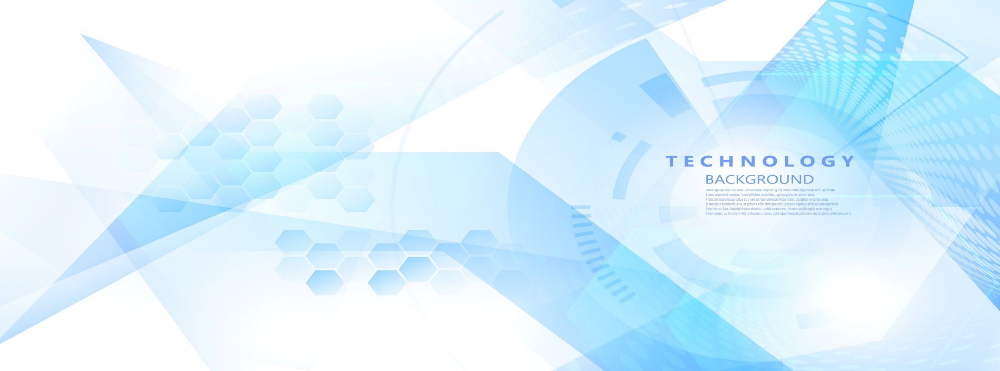 TECHNOLOGY
BACKGROUND
Lorem ipsum dolor sit amet, consectetur adipiscing elit. Nam mattis dignissim velit, ut ornare
libero imperdiet tempus. Fusce efficitur justo felis, eget sagittis mi rutrum quis.
Praesent scelerisque tellus ac enim semper vehicula vitae id est. Curabitur in tortor arcu.
In molestie hendrerit urna, at gravida nibh tristique sed. Quisque dapibus at tellus non interdum.
Duis lectus diam, tincidunt vitae diam in, mattis lacinia est. Aenean mollis nulla quis magna
ullamcorper, ac tincidunt nisi malesuada. Donec consequat feugiat ante, non auctor justo pellentesque in.